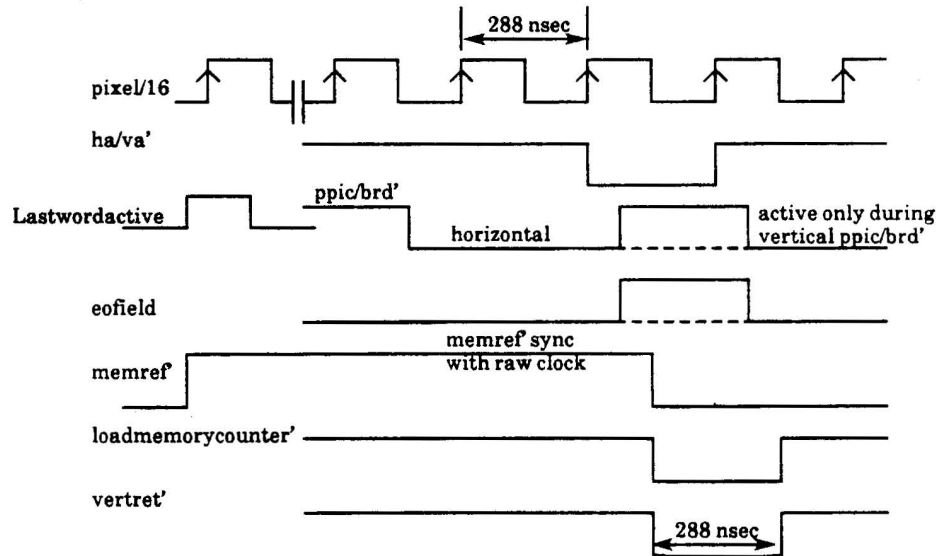 288 nsec
pixel/16
ha/va'
ppic/brd'
Lastwordactive
horizontal
active only during
vertical ppic/brd'
eofield
memref' sync
with raw clock
memref'
loadmemorycounter'
vertret'
288 nsec